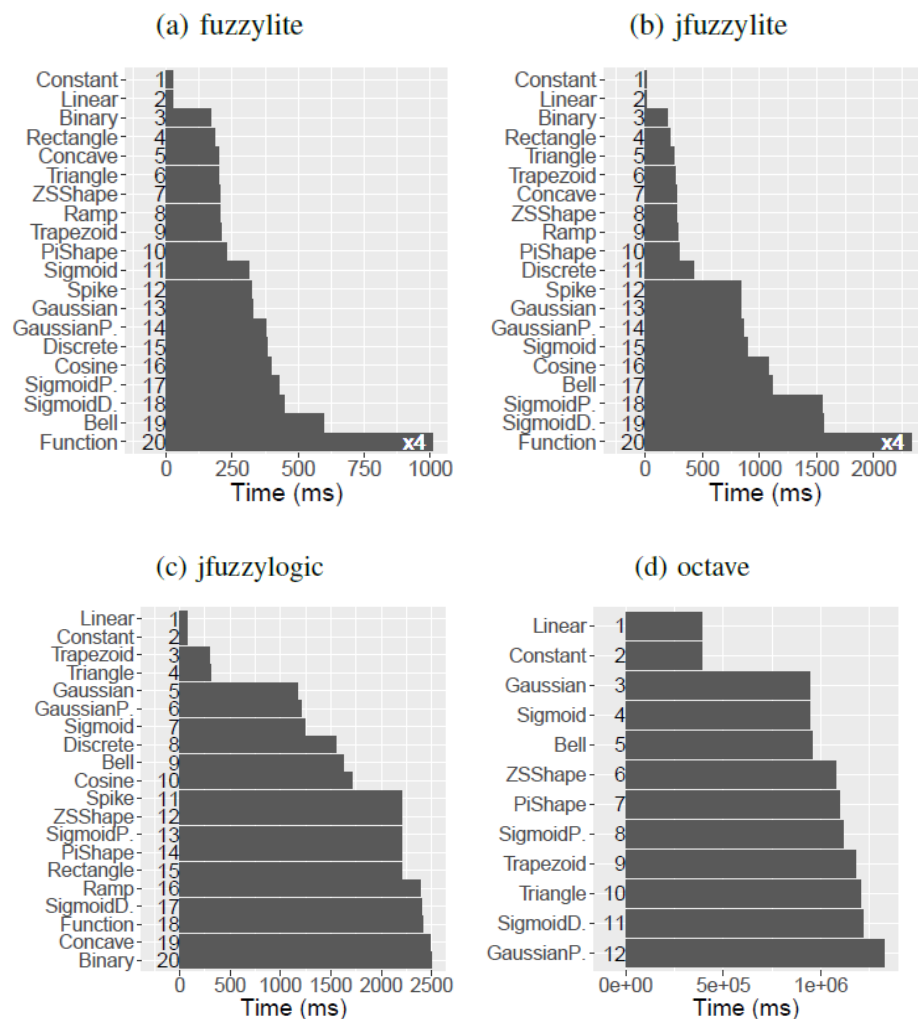 (a) fuzzylite
Constant 1
Linear 2
Binary 3
Rectangle 4
Concave 5
Triangle 6
ZSShape 7
Ramp 8
Trapezoid 9
PiShape 10
Sigmoid 11
Spike 12
Gaussian 13
GaussianP. 14
Discrete 15
Cosine 16
SigmoidP. 17
SigmoidD. 18
Bell 19
Function 20 x4
0 250 500 750 1000
Time (ms)
(b) jfuzzylite
Constant 1
Linear 2
Binary 3
Rectangle 4
Triangle 5
Trapezoid 6
Concave 7
ZSShape 8
Ramp 9
PiShape 10
Discrete 11
Spike 12
Gaussian 13
GaussianP. 14
Sigmoid 15
Cosine 16
Bell 17
SigmoidP. 18
SigmoidD. 19
Function 20 x4
0 500 1000 1500 2000
Time (ms)
(c) jfuzzylogic
Linear 1
Constant 2
Trapezoid 3
Triangle 4
Gaussian 5
GaussianP. 6
Sigmoid 7
Discrete 8
Bell 9
Cosine 10
Spike 11
ZSShape 12
SigmoidP. 13
PiShape 14
Rectangle 15
Ramp 16
SigmoidD. 17
Function 18
Concave 19
Binary 20
0 500 1000 1500 2000 2500
Time (ms)
(d) octave
Linear 1
Constant 2
Gaussian 3
Sigmoid 4
Bell 5
ZSShape 6
PiShape 7
SigmoidP. 8
Trapezoid 9
Triangle 10
SigmoidD. 11
GaussianP. 12
0e+00 5e+05 1e+06
Time (ms)